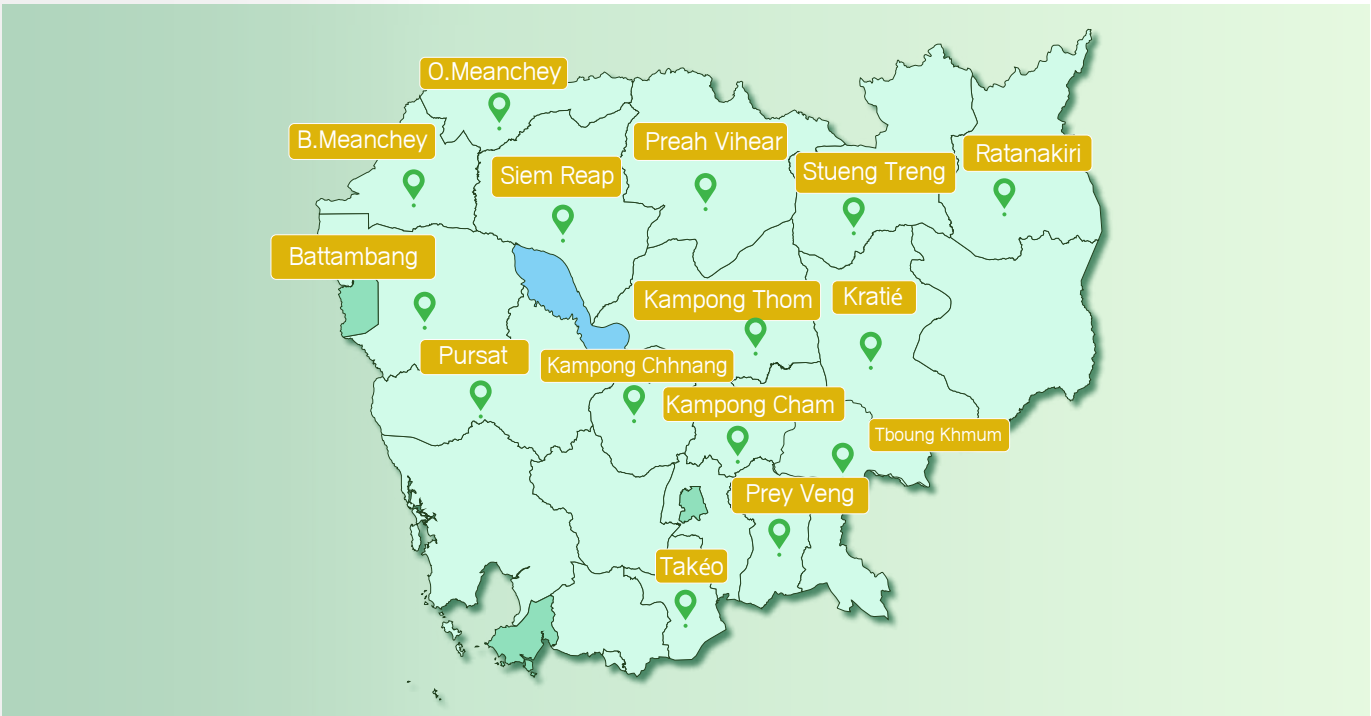 O.Meanchey
B.Meanchey
Preah Vihear
Siem Reap
Stueng Treng
Ratanakiri
Battambang
Kampong Thom
Kratié
Pursat
Kampong Chhnang
Kampong Cham
Tboung Khmum
Prey Veng
Takéo